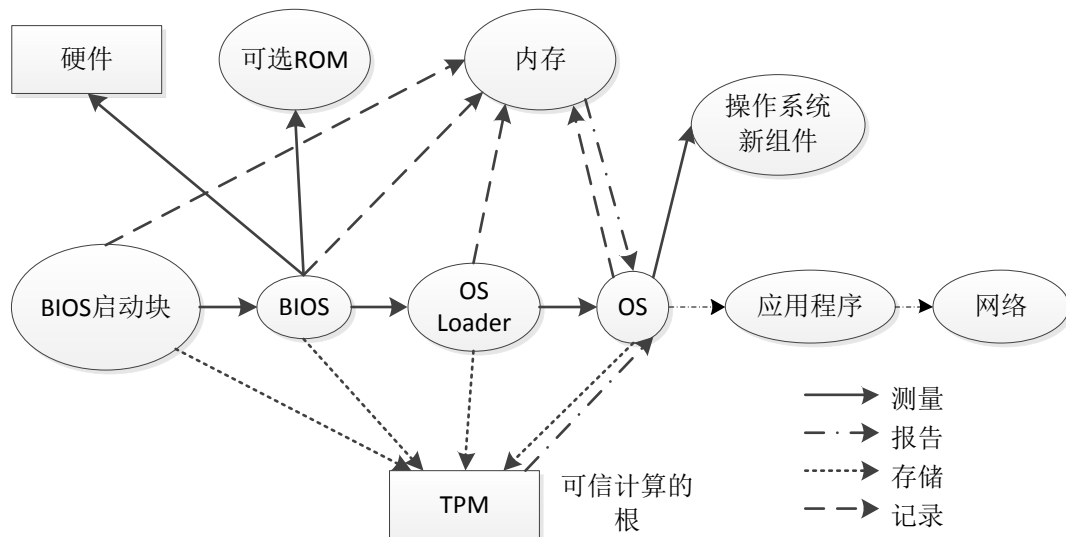 硬件
可选ROM
内存
操作系统
新组件
BIOS启动块
BIOS
OS
Loader
OS
应用程序
网络
TPM
可信计算的
根
测量
报告
存储
记录